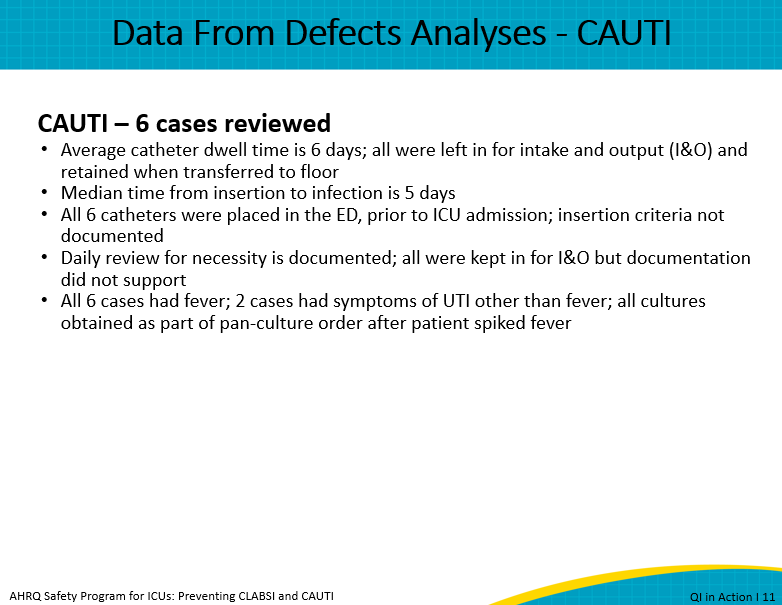 Data From Defects Analyses - CAUTI
CAUTI – 6 cases reviewed
• Average catheter dwell time is 6 days; all were left in for intake and output (I&O) and
retained when transferred to floor
• Median time from insertion to infection is 5 days
• All 6 catheters were placed in the ED, prior to ICU admission; insertion criteria not
documented
• Daily review for necessity is documented; all were kept in for I&O but documentation
did not support
• All 6 cases had fever; 2 cases had symptoms of UTI other than fever; all cultures
obtained as part of pan-culture order after patient spiked fever
AHRQ Safety Program for ICUs: Preventing CLABSI and CAUTI
QI in Action I 11